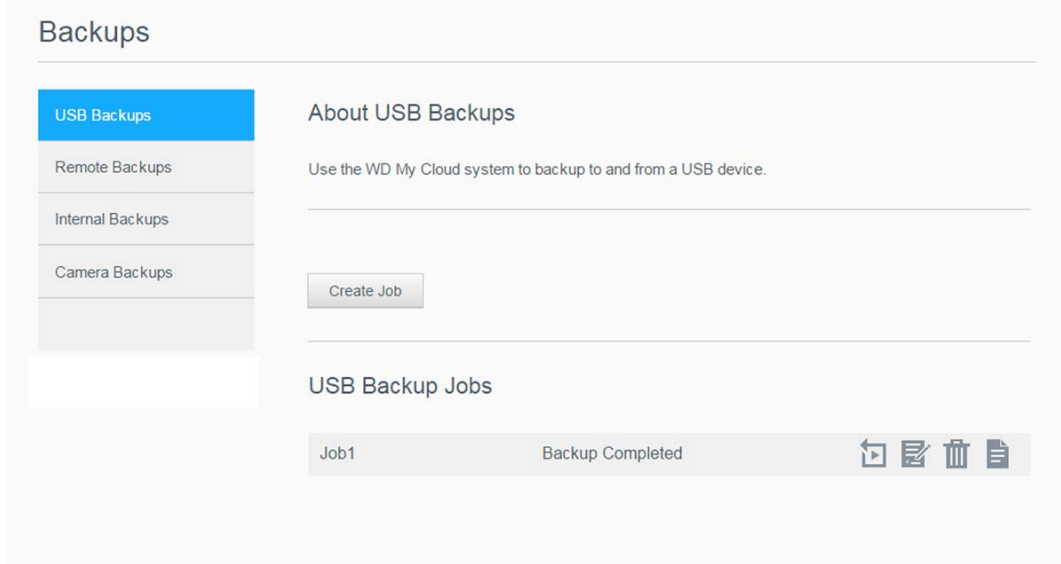 Backups
USB Backups
Remote Backups
Internal Backups
Camera Backups
About USB Backups
Use the WD My Cloud system to backup to and from a USB device.
Create Job
USB Backup Jobs
Job1 Backup Completed